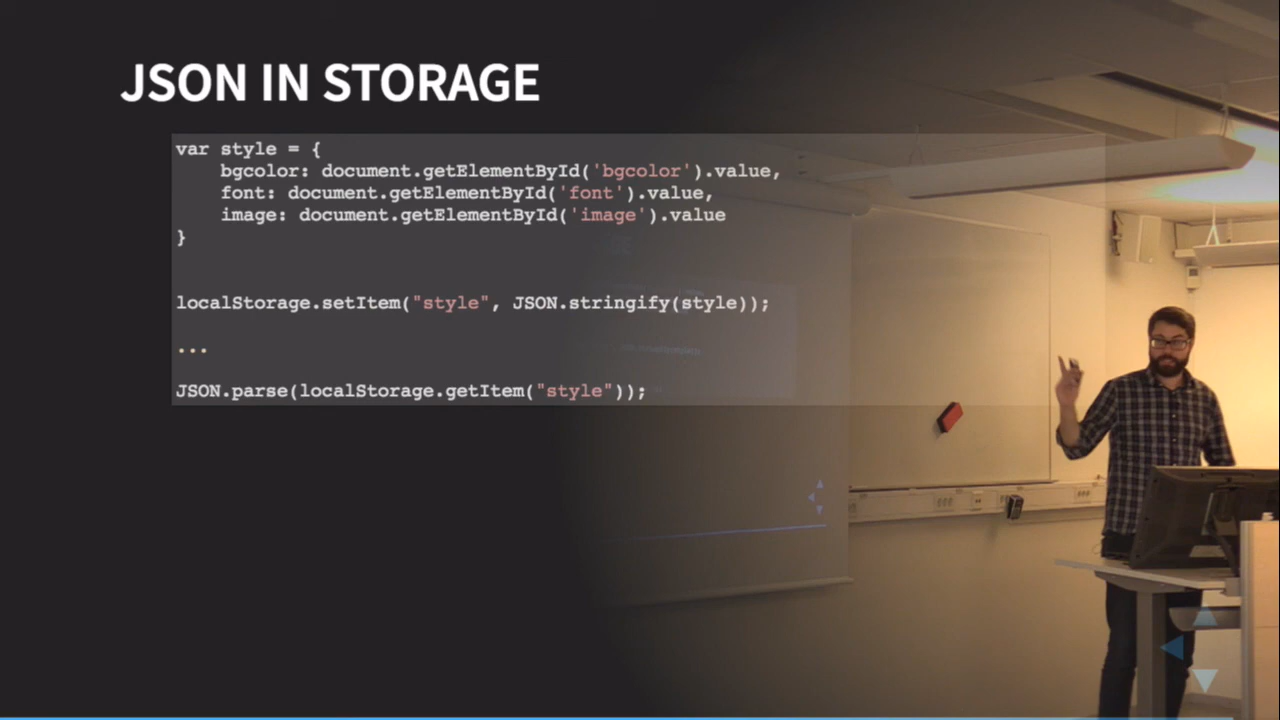 JSON IN STORAGE
var style = {
    bgcolor: document.getElementById('bgcolor').value,
    font: document.getElementById('font').value,
    image: document.getElementById('image').value
}
localStorage.setItem("style", JSON.stringify(style));
...
JSON.parse(localStorage.getItem("style"));